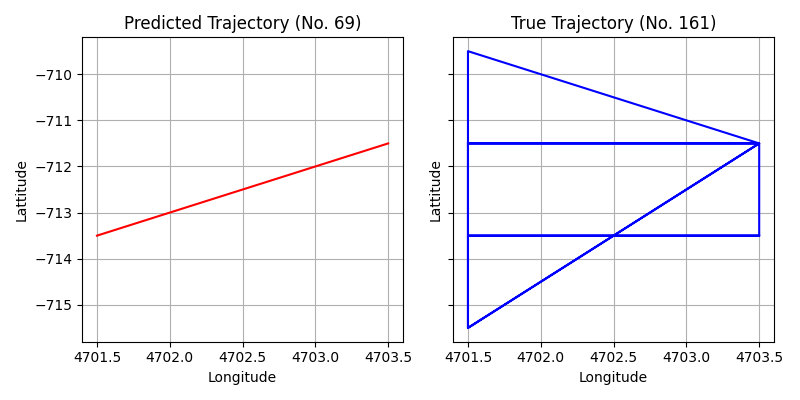 Predicted Trajectory (No. 69)
True Trajectory (No. 161)
Lattitude
−710
−711
−712
−713
−714
−715
4701.5
4702.0
4702.5
4703.0
4703.5
Longitude
Lattitude
4701.5
4702.0
4702.5
4703.0
4703.5
Longitude